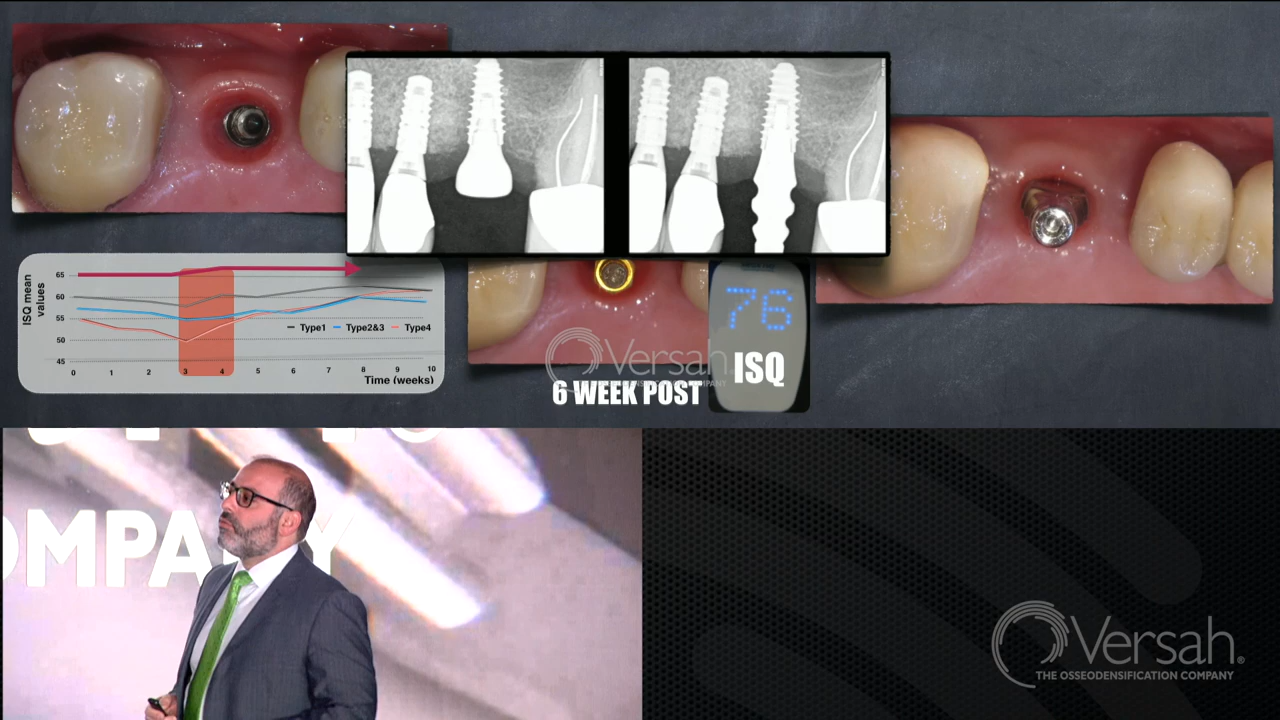 ISQ mean
values
65
60
55
50
45
Type1
Type2&3
Type4
0 1 2 3 4 5 6 7 8 9 10
Time (weeks)
76
ISQ
Versah
6 WEEK POST
OMPANY
Versah®
THE OSSEODENSIFICATION COMPANY